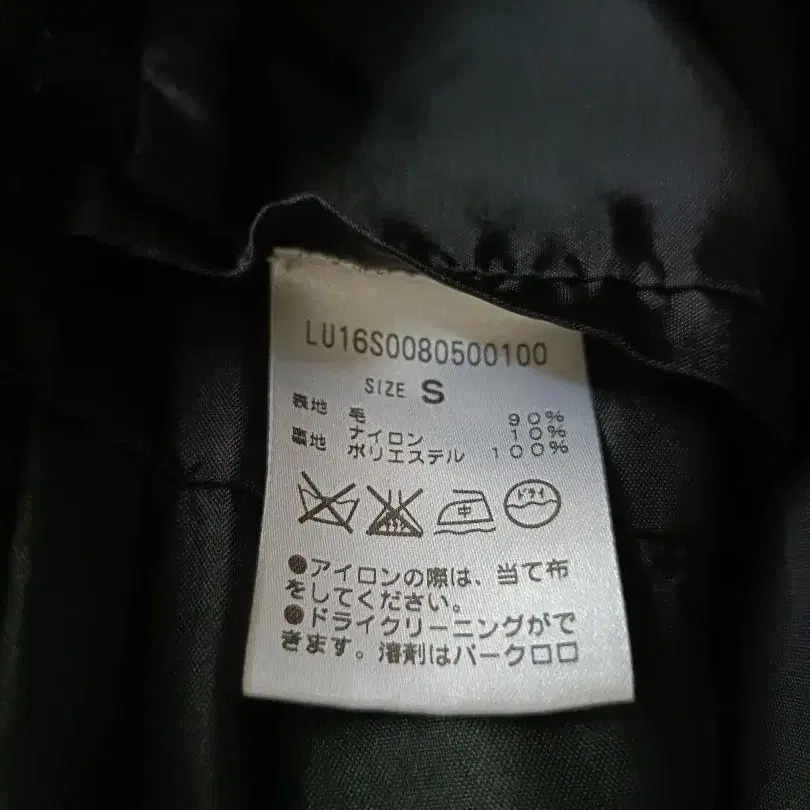 LU16S0080500100
SIZE S
表地 毛 90%
ナイロン 10%
裏地 ポリエステル 100%
中 ドライ
●アイロンの際は、当て布
をしてください。
●ドライクリーニングがで
きます。溶剤はパークロロ